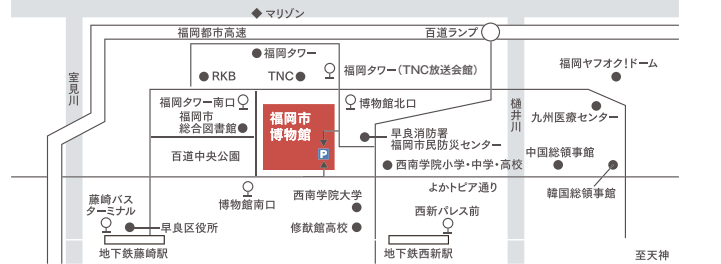 ◆ マリゾン
福岡都市高速
百道ランプ
福岡タワー
福岡ヤフオク!ドーム
RKB
TNC
福岡タワー(TNC放送会館)
室見川
福岡タワー南口
福岡市
博物館
博物館北口
樋井川
九州医療センター
福岡市
総合図書館
早良消防署
福岡市民防災センター
百道中央公園
P
西南学院小学・中学・高校
中国総領事館
よかトピア通り
韓国総領事館
博物館南口
西南学院大学
藤崎バス
ターミナル
早良区役所
修猷館高校
西新パレス前
地下鉄藤崎駅
地下鉄西新駅
至天神